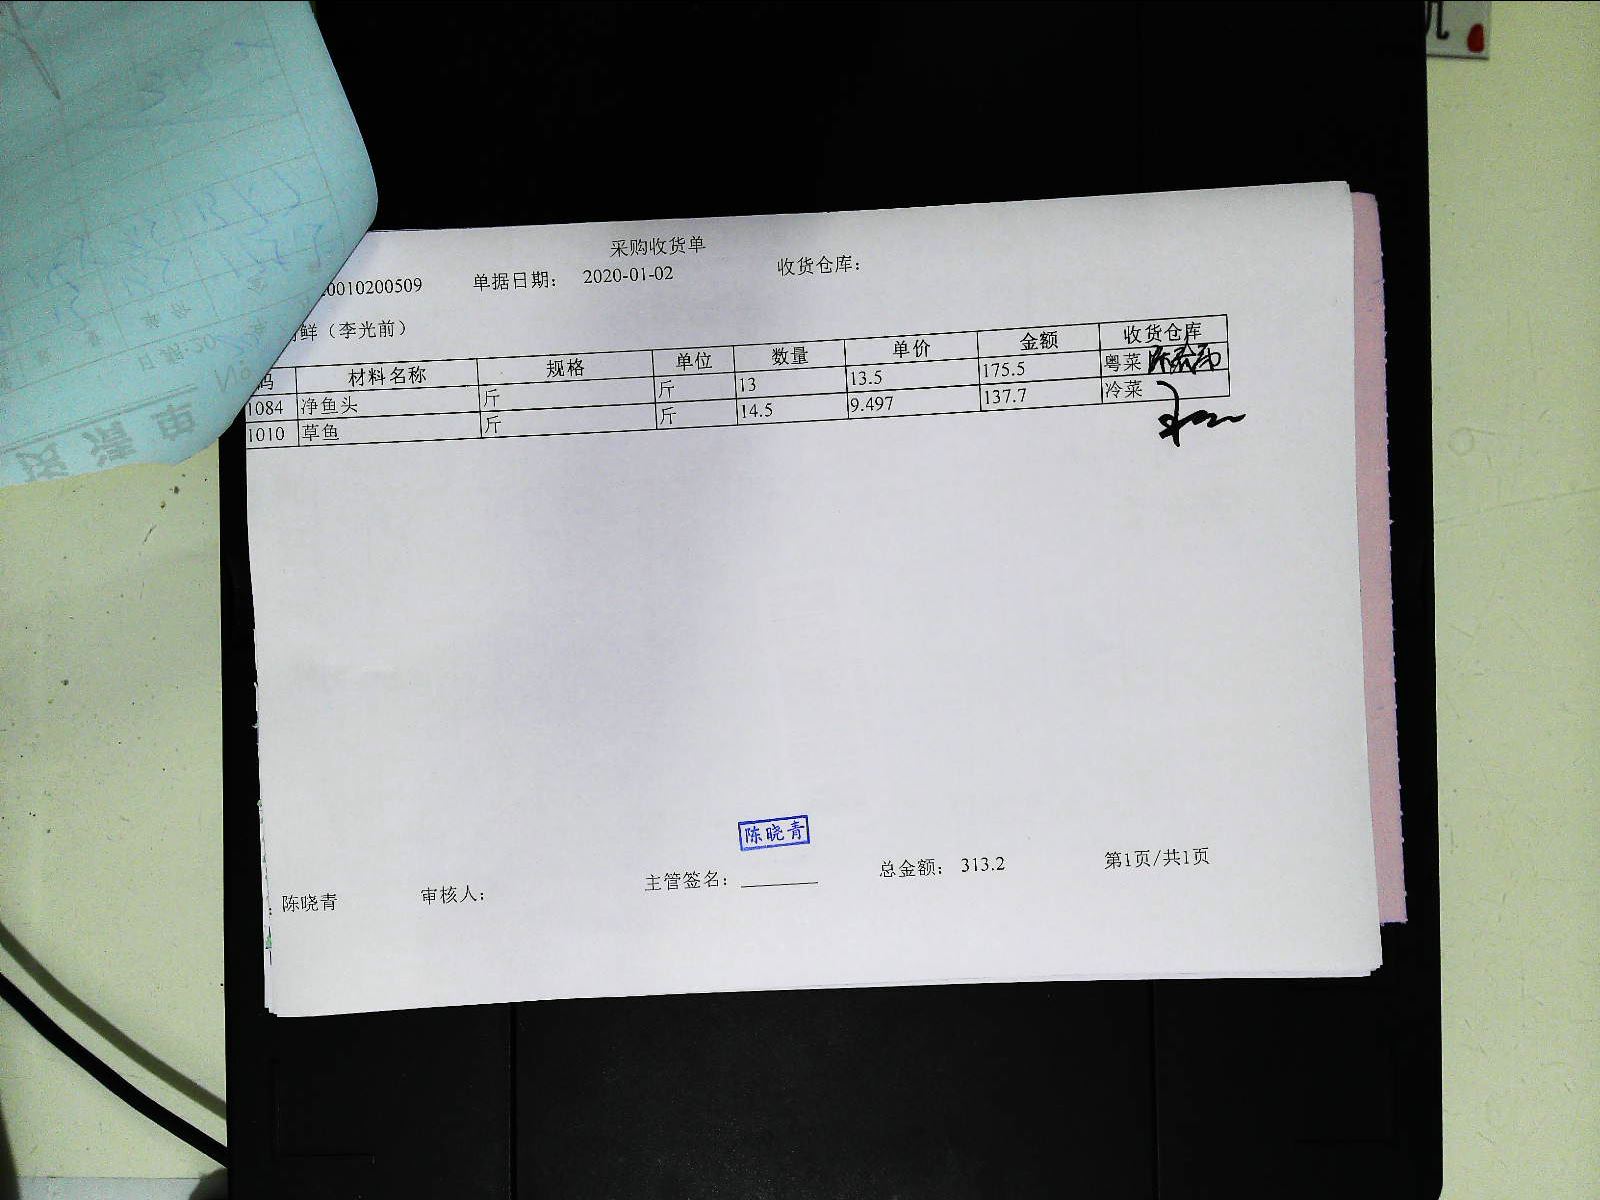 采购收货单
0010200509 单据日期: 2020-01-02 收货仓库:
鲜（李光前）
码 材料名称 规格 单位 数量 单价 金额 收货仓库
1084 净鱼头 斤 斤 13 13.5 175.5 粤菜
1010 草鱼 斤 斤 14.5 9.497 137.7 冷菜
陈晓青
: 陈晓青 审核人: 主管签名: 总金额: 313.2 第1页/共1页